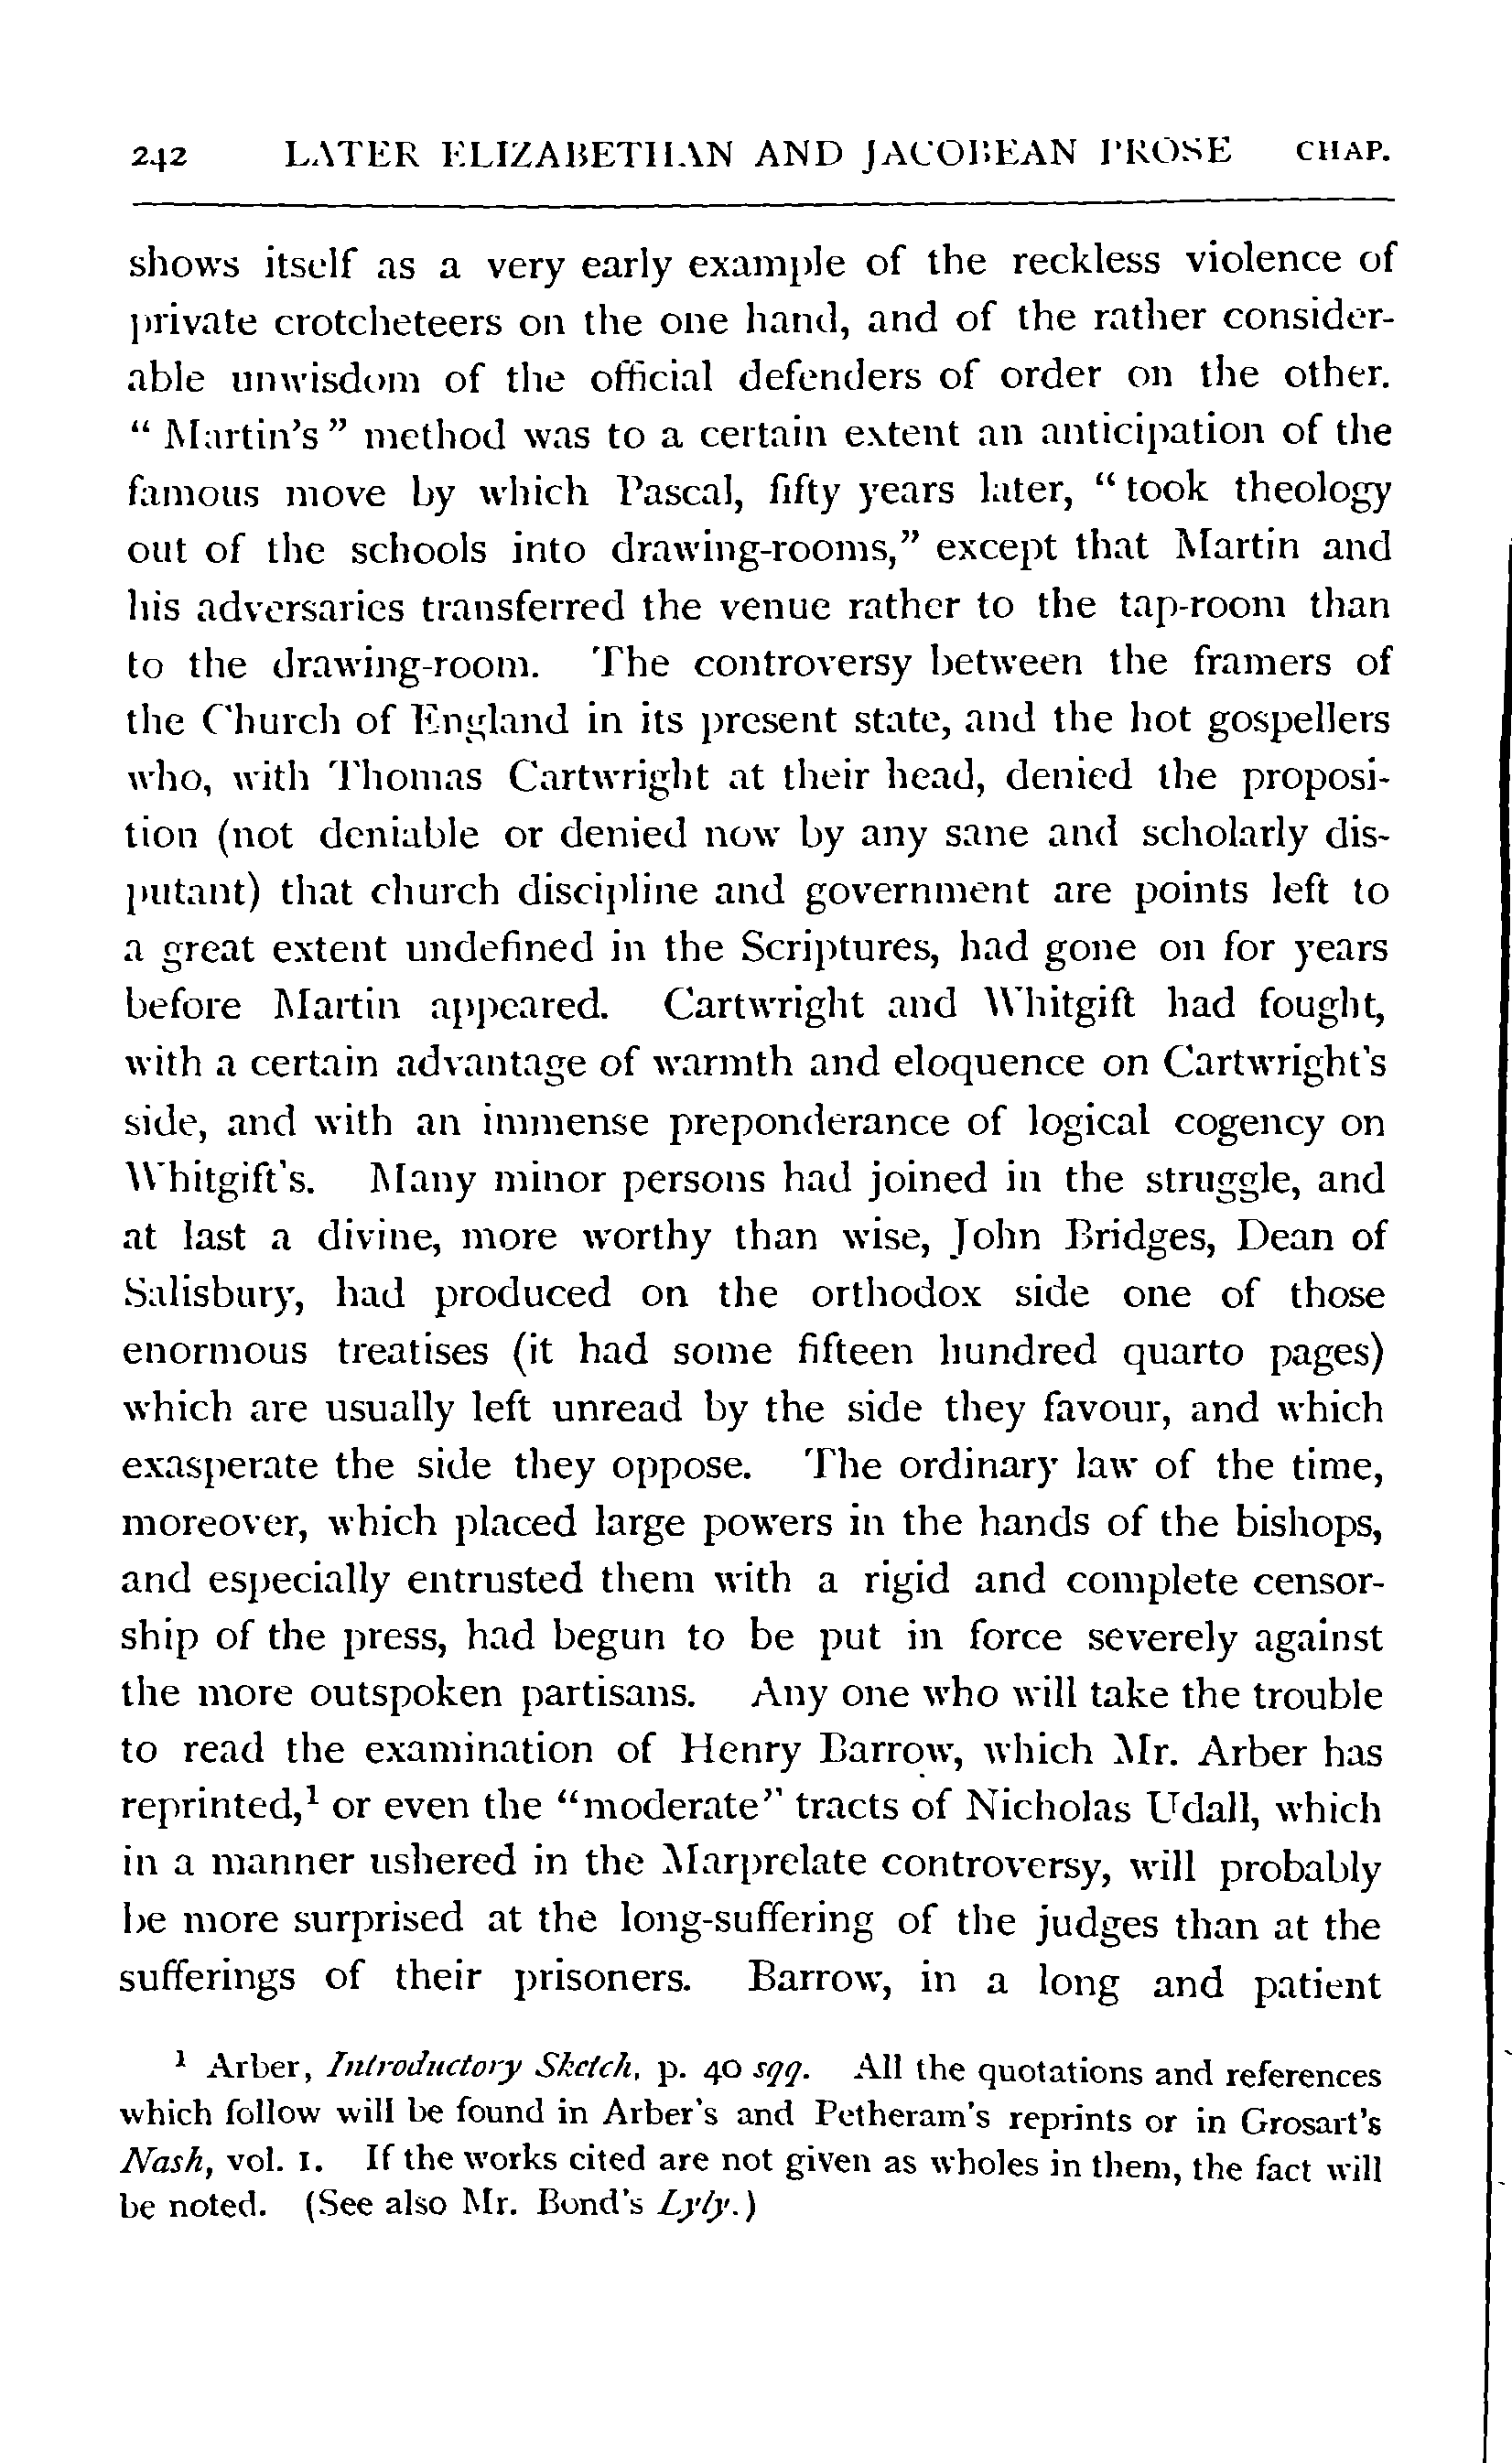 242 LATER ELIZABETHAN AND JACOBEAN PROSE CHAP.
shows itself as a very early example of the reckless violence of
private crotcheteers on the one hand, and of the rather consider-
able unwisdom of the official defenders of order on the other.
“ Martin's ” method was to a certain extent an anticipation of the
famous move by which Pascal, fifty years later, “ took theology
out of the schools into drawing-rooms,” except that Martin and
his adversaries transferred the venue rather to the tap-room than
to the drawing-room. The controversy between the framers of
the Church of England in its present state, and the hot gospellers
who, with Thomas Cartwright at their head, denied the proposi-
tion (not deniable or denied now by any sane and scholarly dis-
putant) that church discipline and government are points left to
a great extent undefined in the Scriptures, had gone on for years
before Martin appeared. Cartwright and Whitgift had fought,
with a certain advantage of warmth and eloquence on Cartwright's
side, and with an immense preponderance of logical cogency on
Whitgift's. Many minor persons had joined in the struggle, and
at last a divine, more worthy than wise, John Bridges, Dean of
Salisbury, had produced on the orthodox side one of those
enormous treatises (it had some fifteen hundred quarto pages)
which are usually left unread by the side they favour, and which
exasperate the side they oppose. The ordinary law of the time,
moreover, which placed large powers in the hands of the bishops,
and especially entrusted them with a rigid and complete censor-
ship of the press, had begun to be put in force severely against
the more outspoken partisans. Any one who will take the trouble
to read the examination of Henry Barrow, which Mr. Arber has
reprinted,¹ or even the “moderate” tracts of Nicholas Udall, which
in a manner ushered in the Marprelate controversy, will probably
be more surprised at the long-suffering of the judges than at the
sufferings of their prisoners. Barrow, in a long and patient
¹ Arber, Introductory Sketch, p. 40 sqq. All the quotations and references
which follow will be found in Arber's and Petheram's reprints or in Grosart's
Nash, vol. I. If the works cited are not given as wholes in them, the fact will
be noted. (See also Mr. Bond's Lyly.)